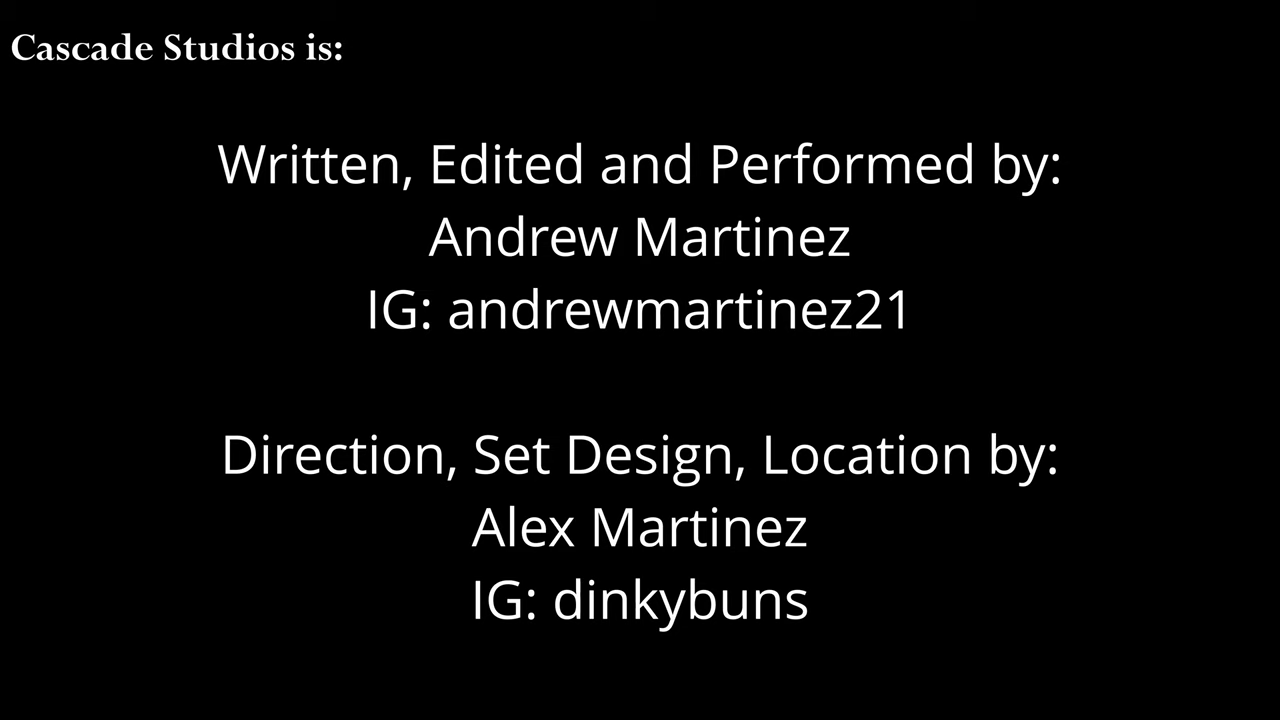 Cascade Studios is:
Written, Edited and Performed by:
Andrew Martinez
IG: andrewmartinez21
Direction, Set Design, Location by:
Alex Martinez
IG: dinkybuns